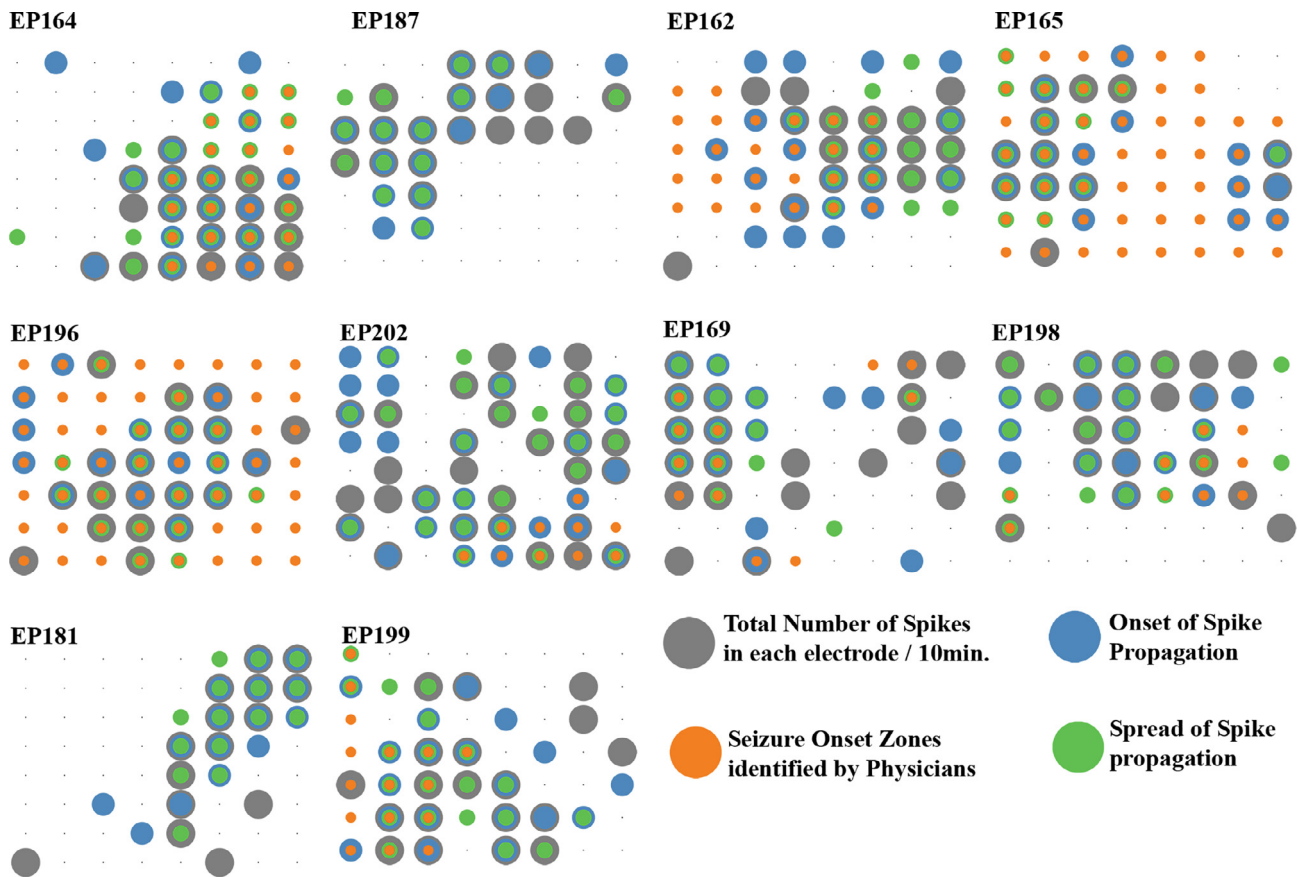 EP164
EP187
EP162
EP165
EP196
EP202
EP169
EP198
EP181
EP199
Total Number of Spikes
in each electrode / 10min.
Onset of Spike
Propagation
Seizure Onset Zones
identified by Physicians
Spread of Spike
propagation